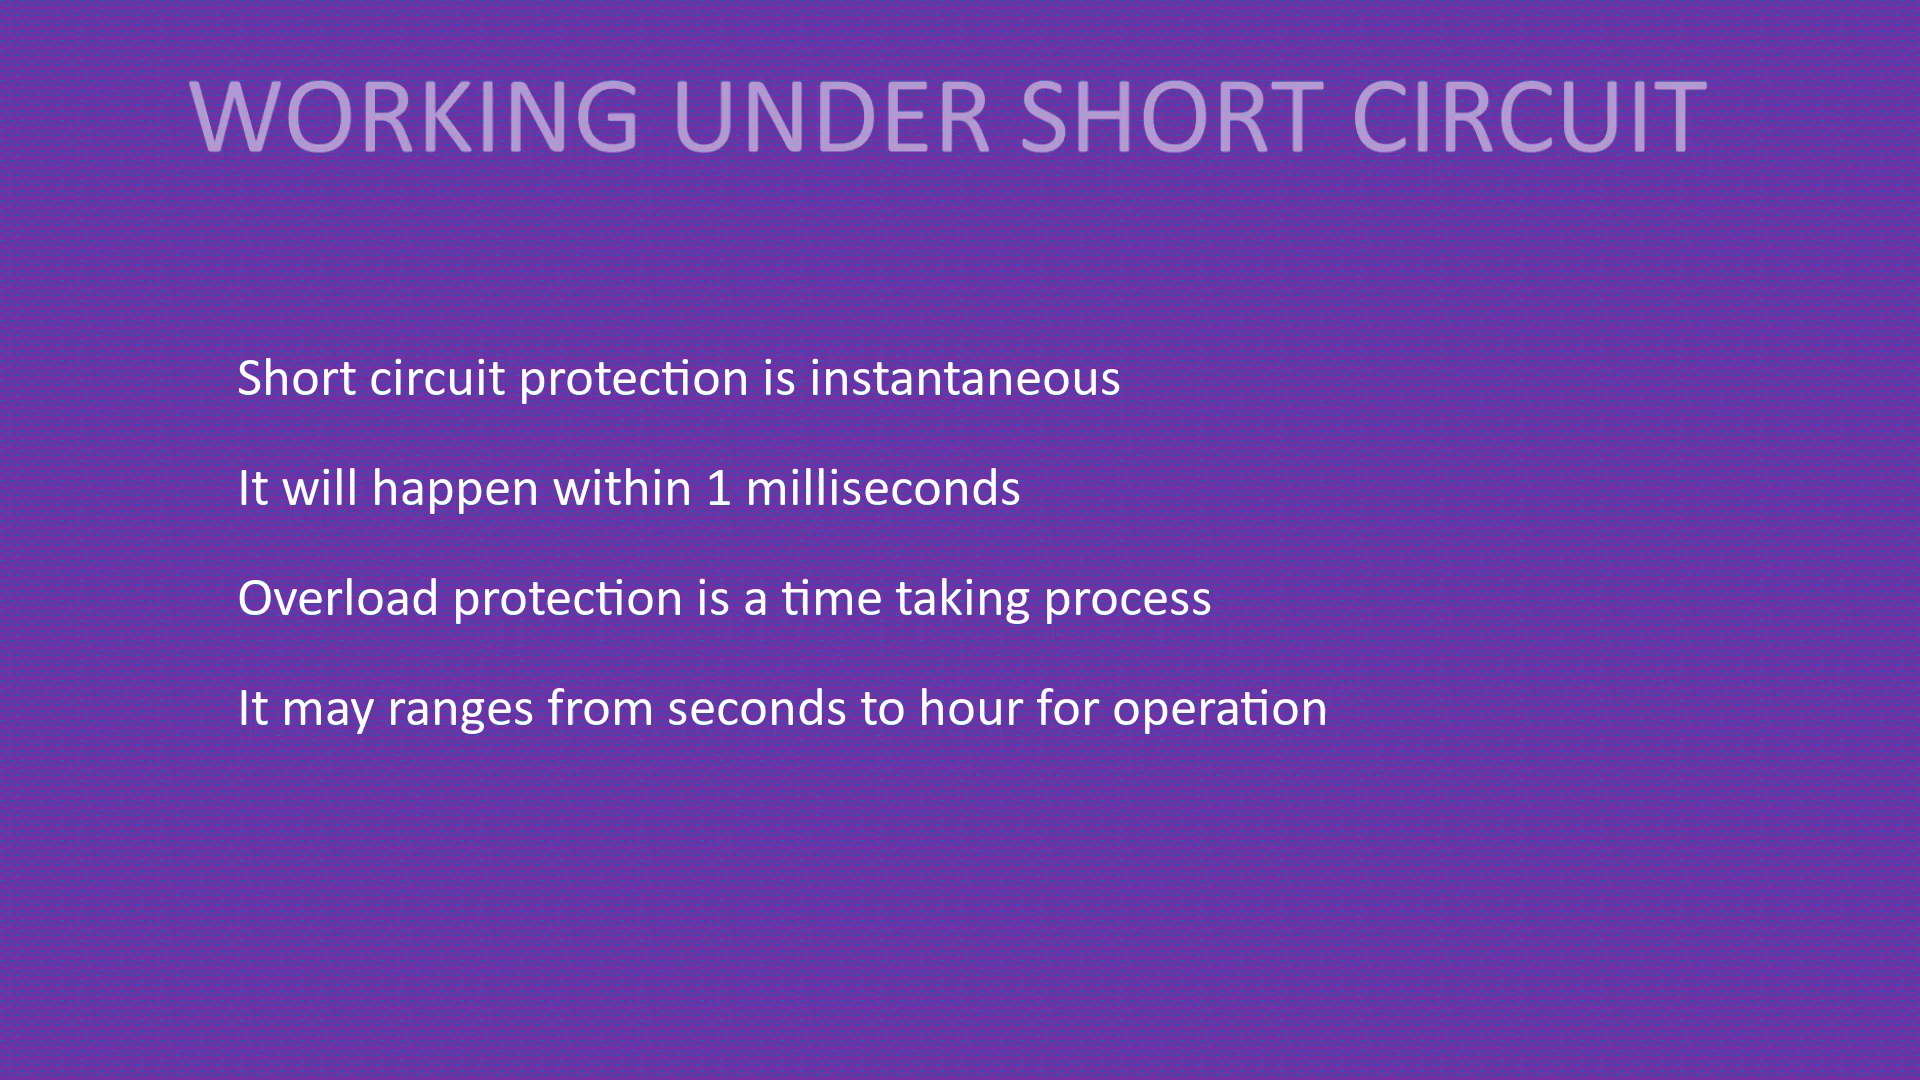 WORKING UNDER SHORT CIRCUIT
Short circuit protection is instantaneous
It will happen within 1 milliseconds
Overload protection is a time taking process
It may ranges from seconds to hour for operation